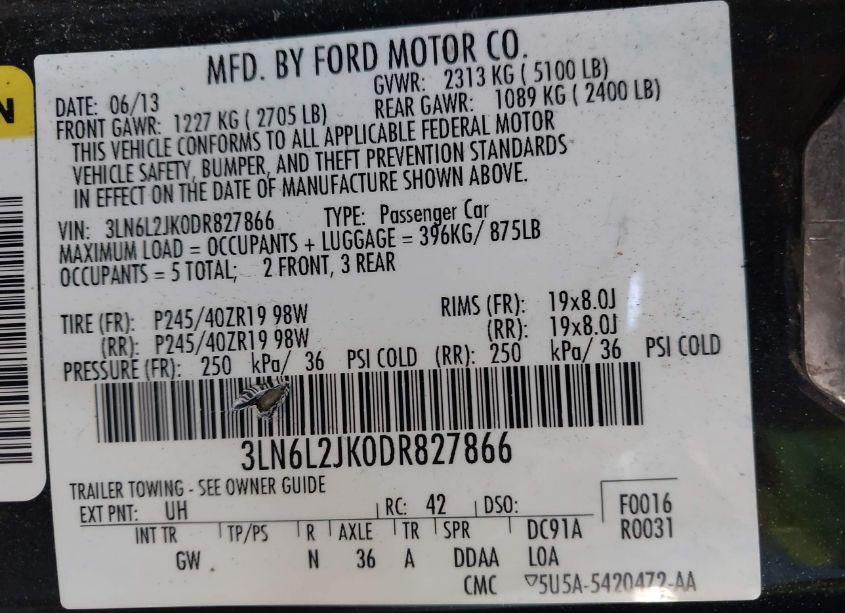 N
MFD. BY FORD MOTOR CO.
DATE: 06/13 GVWR: 2313 KG ( 5100 LB)
FRONT GAWR: 1227 KG ( 2705 LB) REAR GAWR: 1089 KG ( 2400 LB)
THIS VEHICLE CONFORMS TO ALL APPLICABLE FEDERAL MOTOR
VEHICLE SAFETY, BUMPER, AND THEFT PREVENTION STANDARDS
IN EFFECT ON THE DATE OF MANUFACTURE SHOWN ABOVE.
VIN: 3LN6L2JK0DR827866 TYPE: Passenger Car
MAXIMUM LOAD = OCCUPANTS + LUGGAGE = 396KG/ 875LB
OCCUPANTS = 5 TOTAL; 2 FRONT, 3 REAR
TIRE (FR): P245/40ZR19 98W RIMS (FR): 19x8.0J
(RR): P245/40ZR19 98W (RR): 19x8.0J
PRESSURE (FR): 250 kPa/ 36 PSI COLD (RR): 250 kPa/ 36 PSI COLD
3LN6L2JK0DR827866
TRAILER TOWING - SEE OWNER GUIDE
EXT PNT: UH RC: 42 DSO: F0016
INT TR TP/PS R AXLE TR SPR DC91A R0031
GW N 36 A DDAA LOA
CMC ▽5U5A-5420472-AA